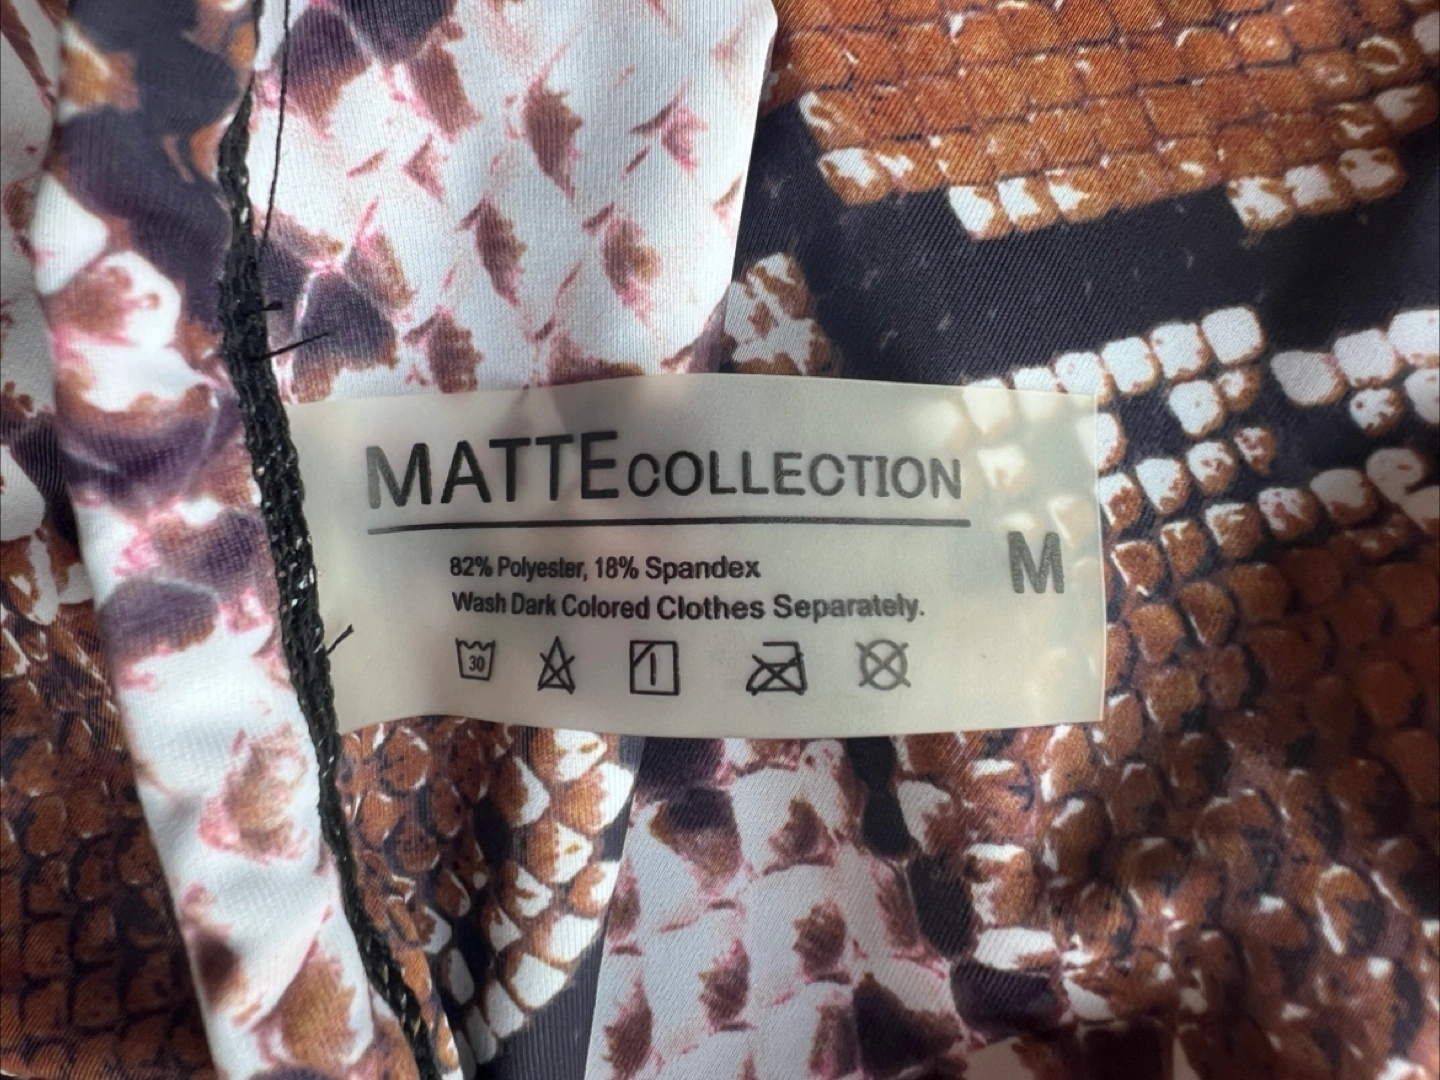 MATTE COLLECTION
M
82% Polyester, 18% Spandex
Wash Dark Colored Clothes Separately.
30